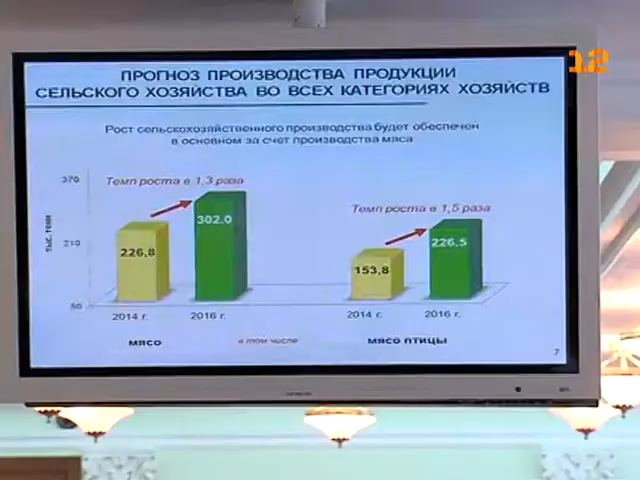 12
ПРОГНОЗ ПРОИЗВОДСТВА ПРОДУКЦИИ
СЕЛЬСКОГО ХОЗЯЙСТВА ВО ВСЕХ КАТЕГОРИЯХ ХОЗЯЙСТВ
Рост сельскохозяйственного производства будет обеспечен
в основном за счет производства мяса
370
Темп роста в 1,3 раза
Темп роста в 1,5 раза
тыс. тонн
210
50
226,8
302,0
153,8
226,5
2014 г.
2016 г.
2014 г.
2016 г.
мясо
в том числе
мясо птицы
7